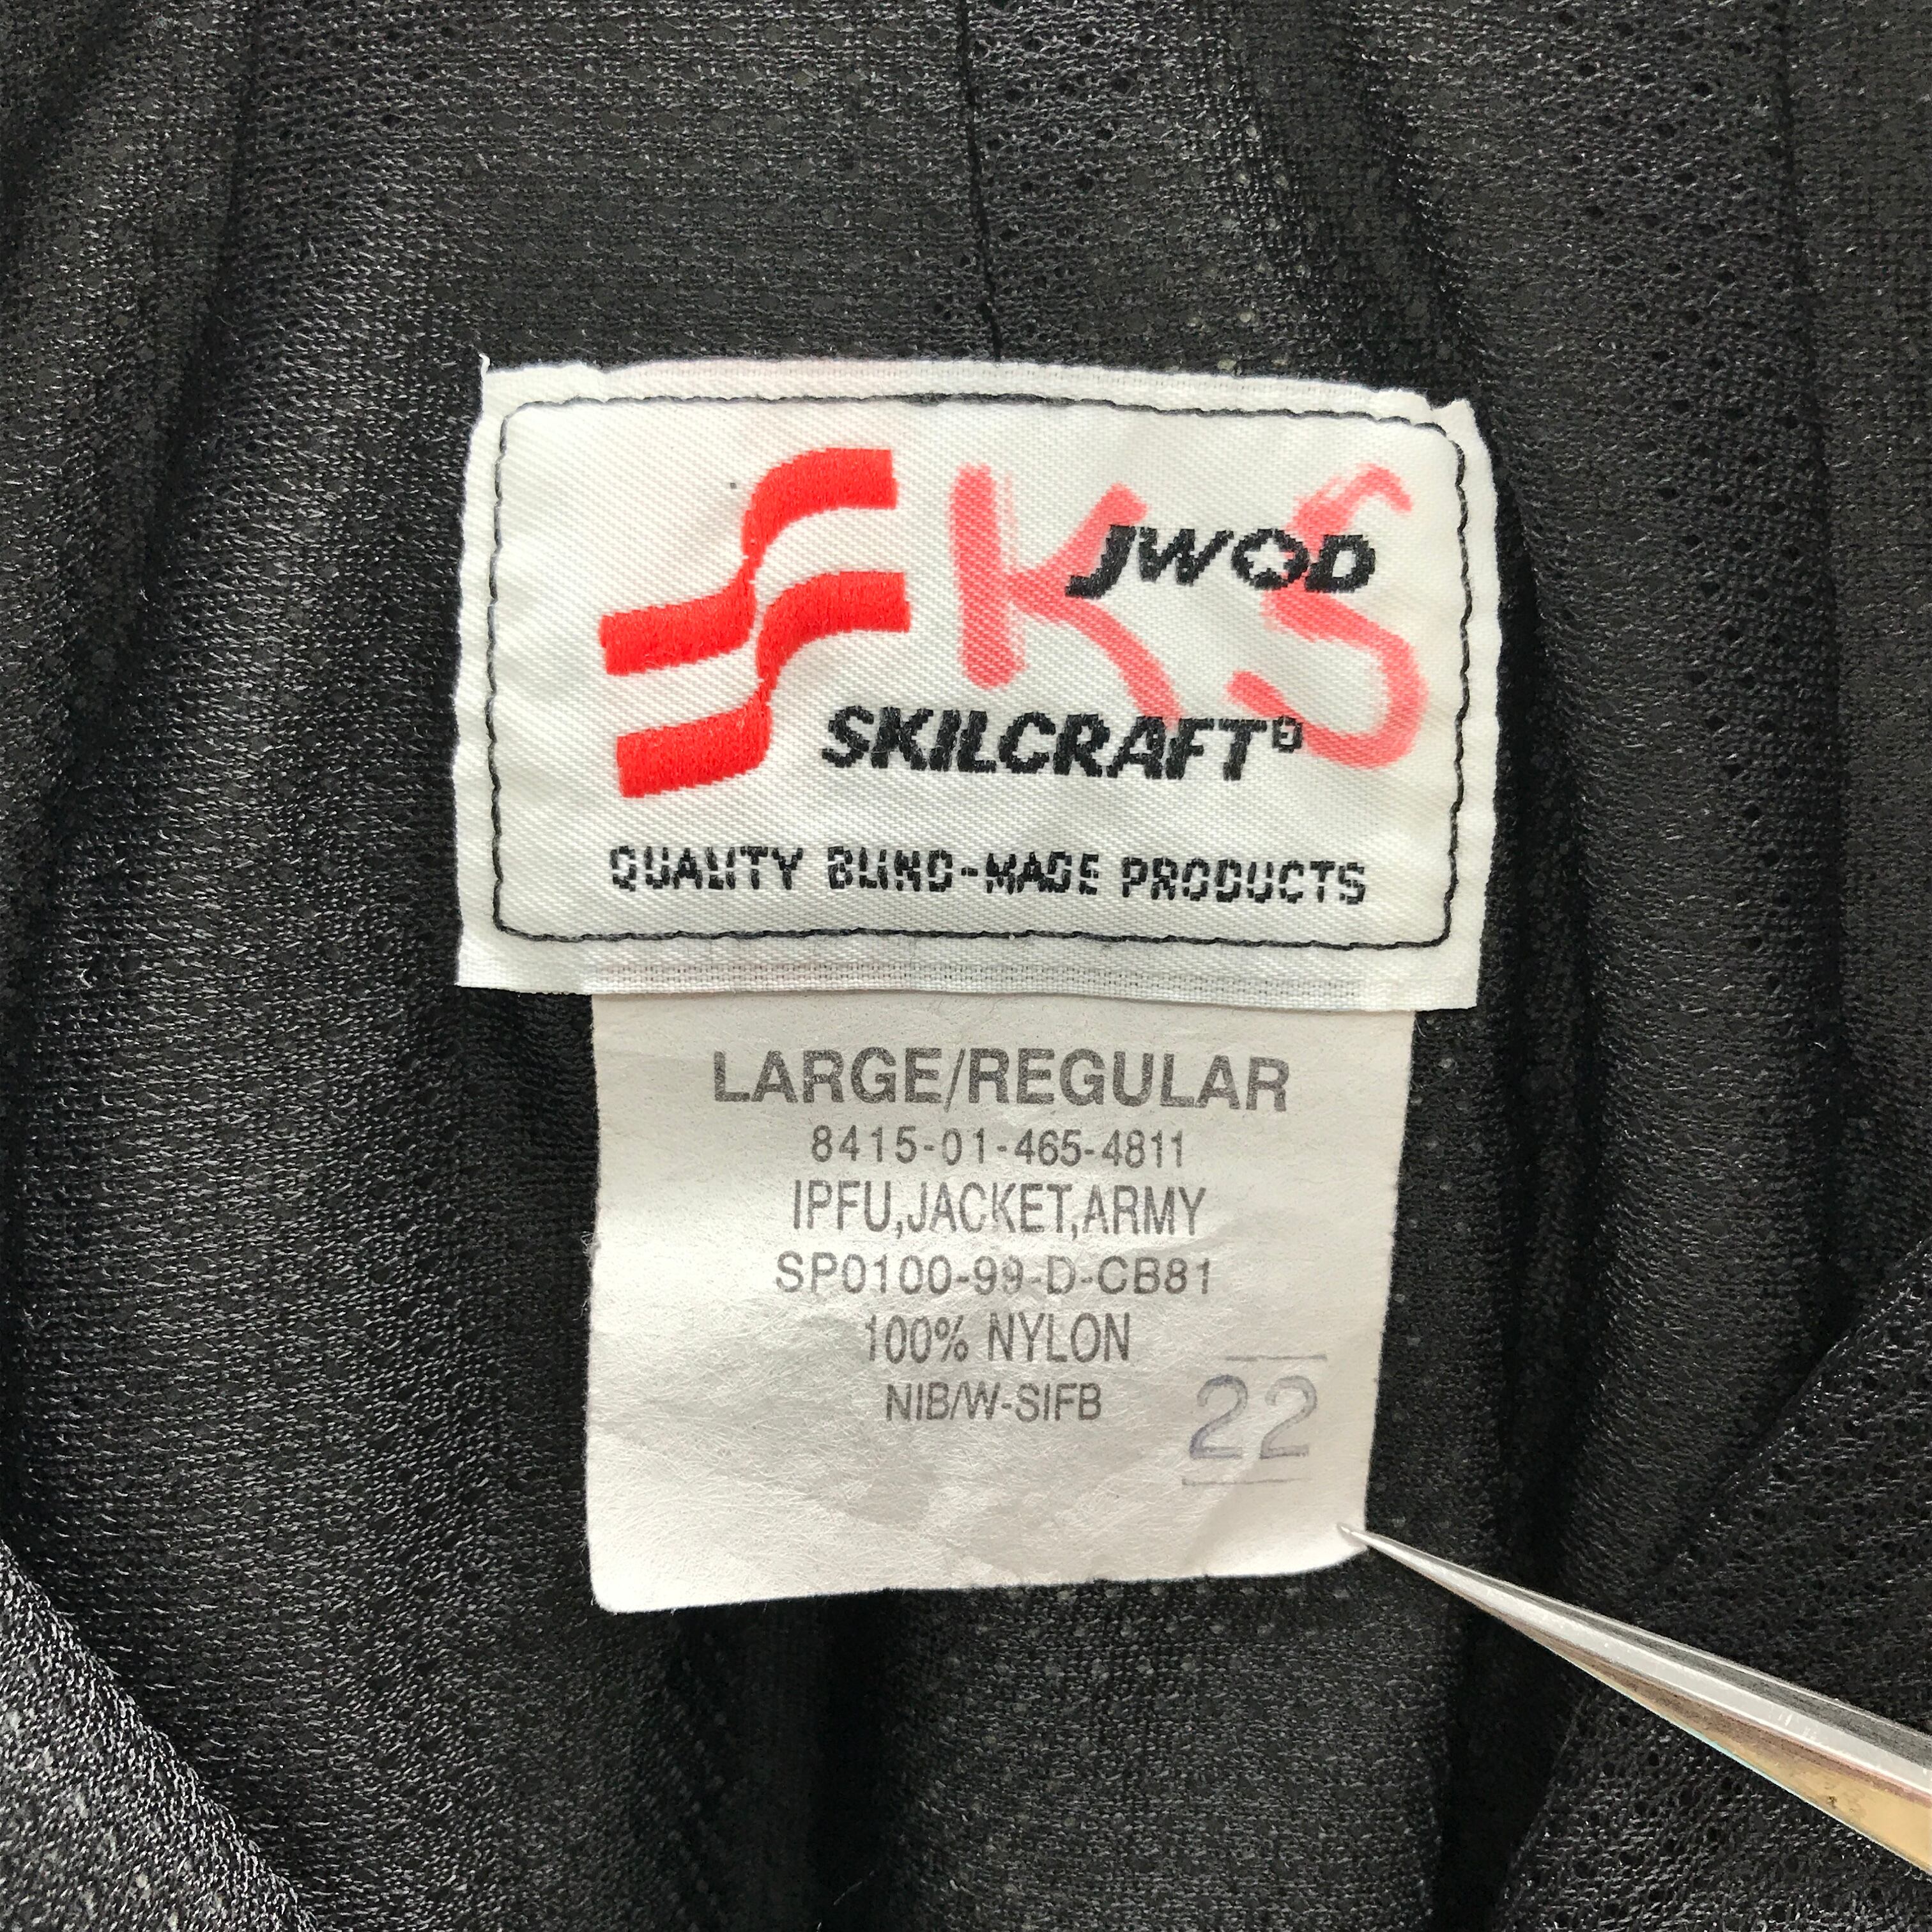 KS
JWOD
SKILCRAFT®
QUALITY BLIND-MADE PRODUCTS
LARGE/REGULAR
8415-01-465-4811
IPFU,JACKET,ARMY
SP0100-99-D-CB81
100% NYLON
NIB/W-SIFB
22